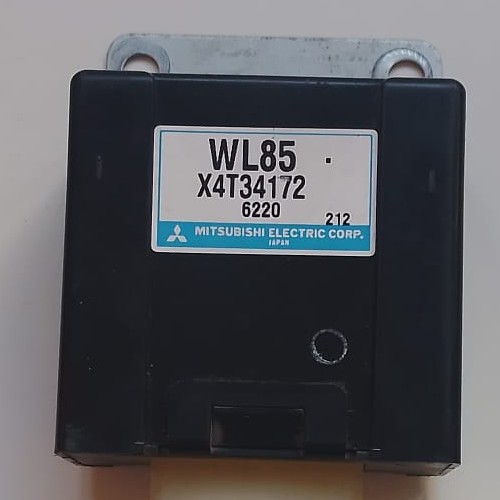 WL85 .
X4T34172
6220
212
MITSUBISHI ELECTRIC CORP.
JAPAN